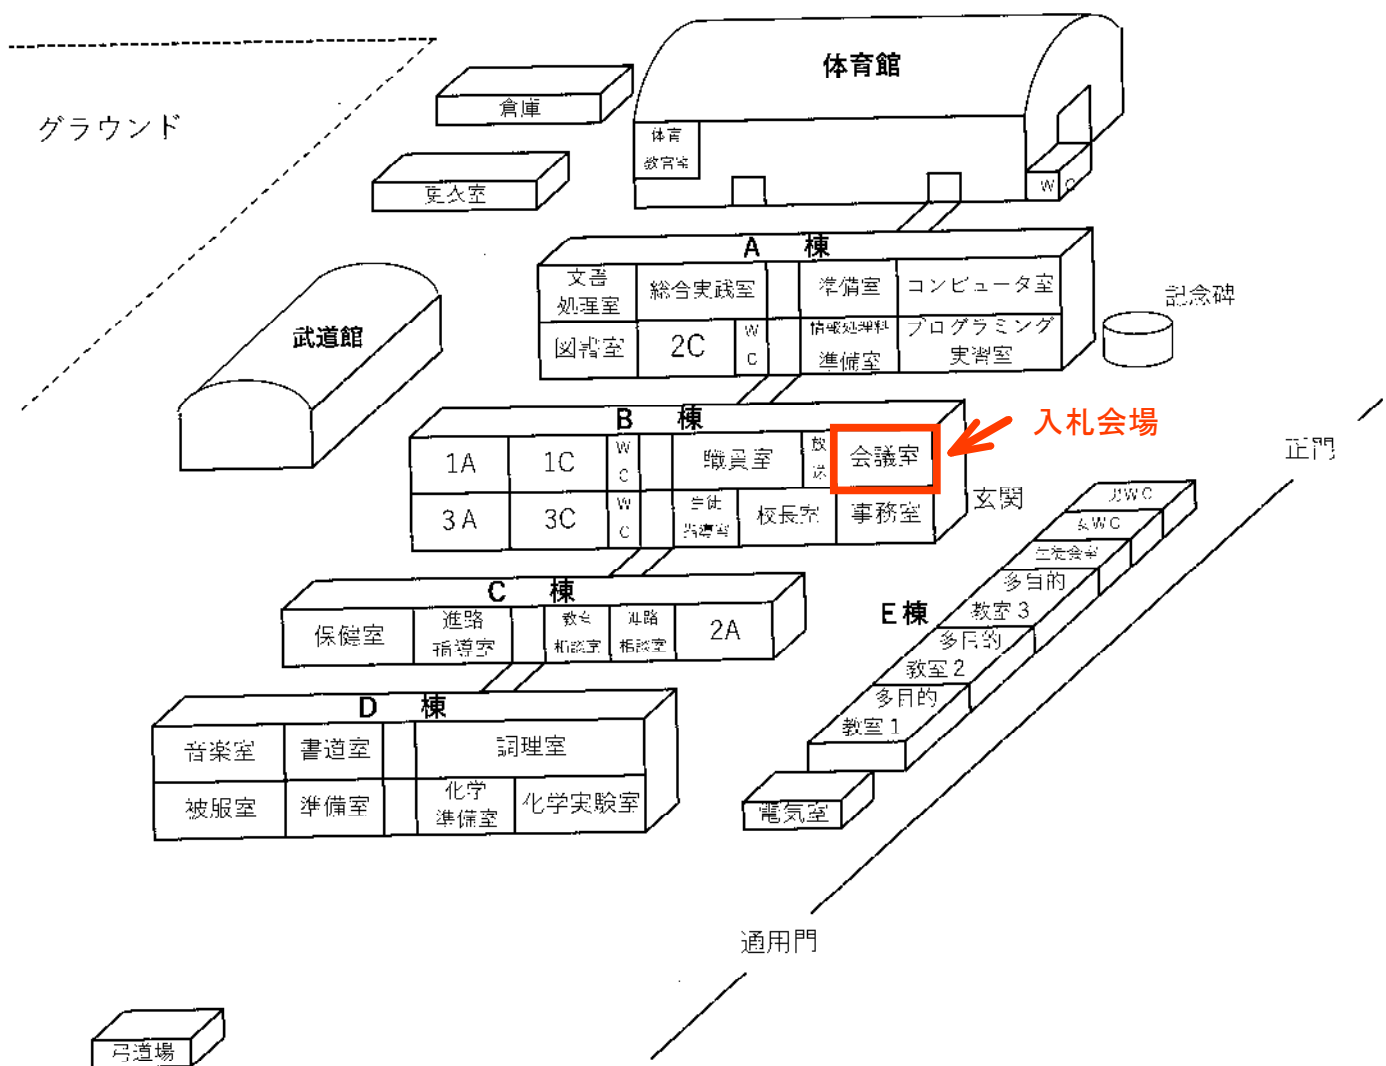 体育館
倉庫
グラウンド
体育
教官室
更衣室
WC
A 棟
文書
処理室
総合実践室
準備室
コンピュータ室
記念碑
図書室
2C
W
C
情報処理科
準備室
プログラミング
実習室
武道館
B 棟
入札会場
1A
1C
W
C
職員室
放
送
会議室
正門
3A
3C
W
C
生徒
指導室
校長室
事務室
玄関
男WC
女WC
生徒会室
C 棟
多目的
教室3
E棟
保健室
進路
指導室
教育
相談室
進路
相談室
2A
多目的
教室2
D 棟
多目的
教室1
音楽室
書道室
調理室
被服室
準備室
化学
準備室
化学実験室
電気室
通用門
弓道場